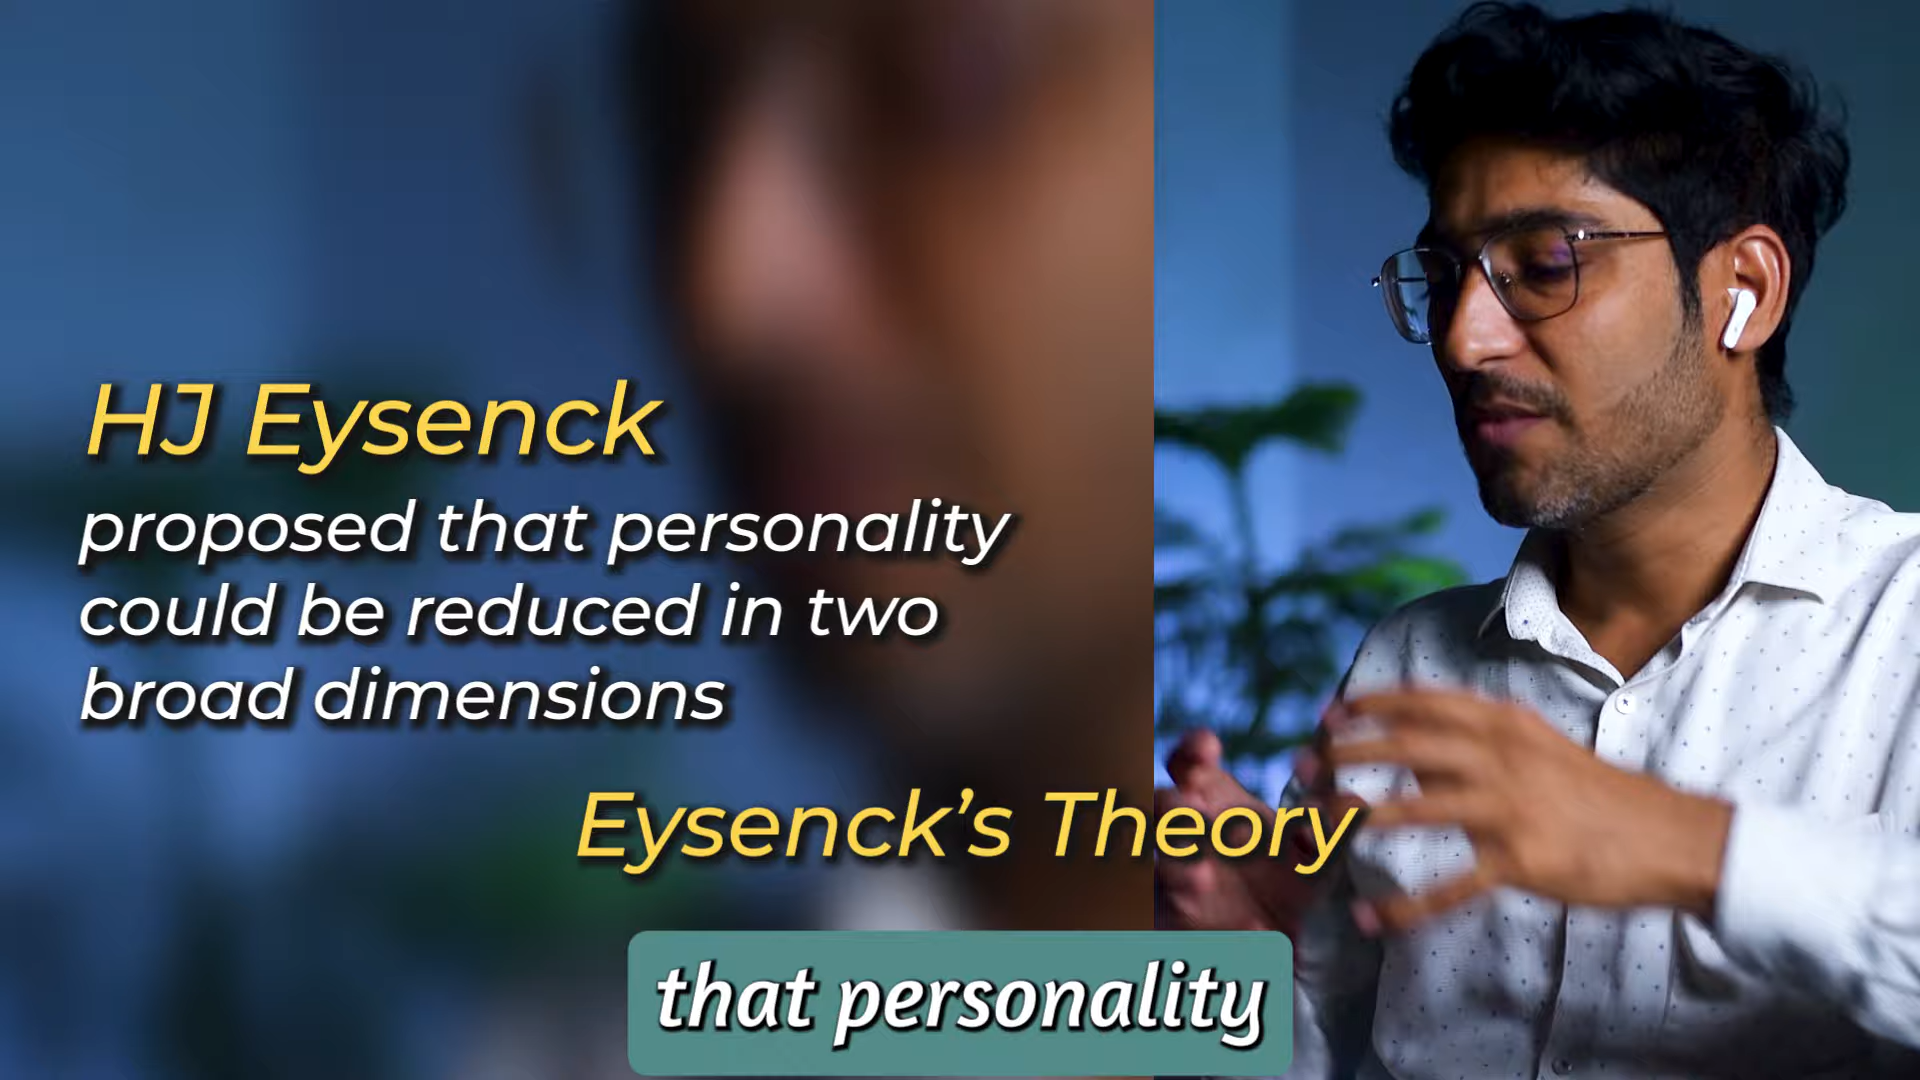 HJ Eysenck
proposed that personality
could be reduced in two
broad dimensions
Eysenck’s Theory
that personality